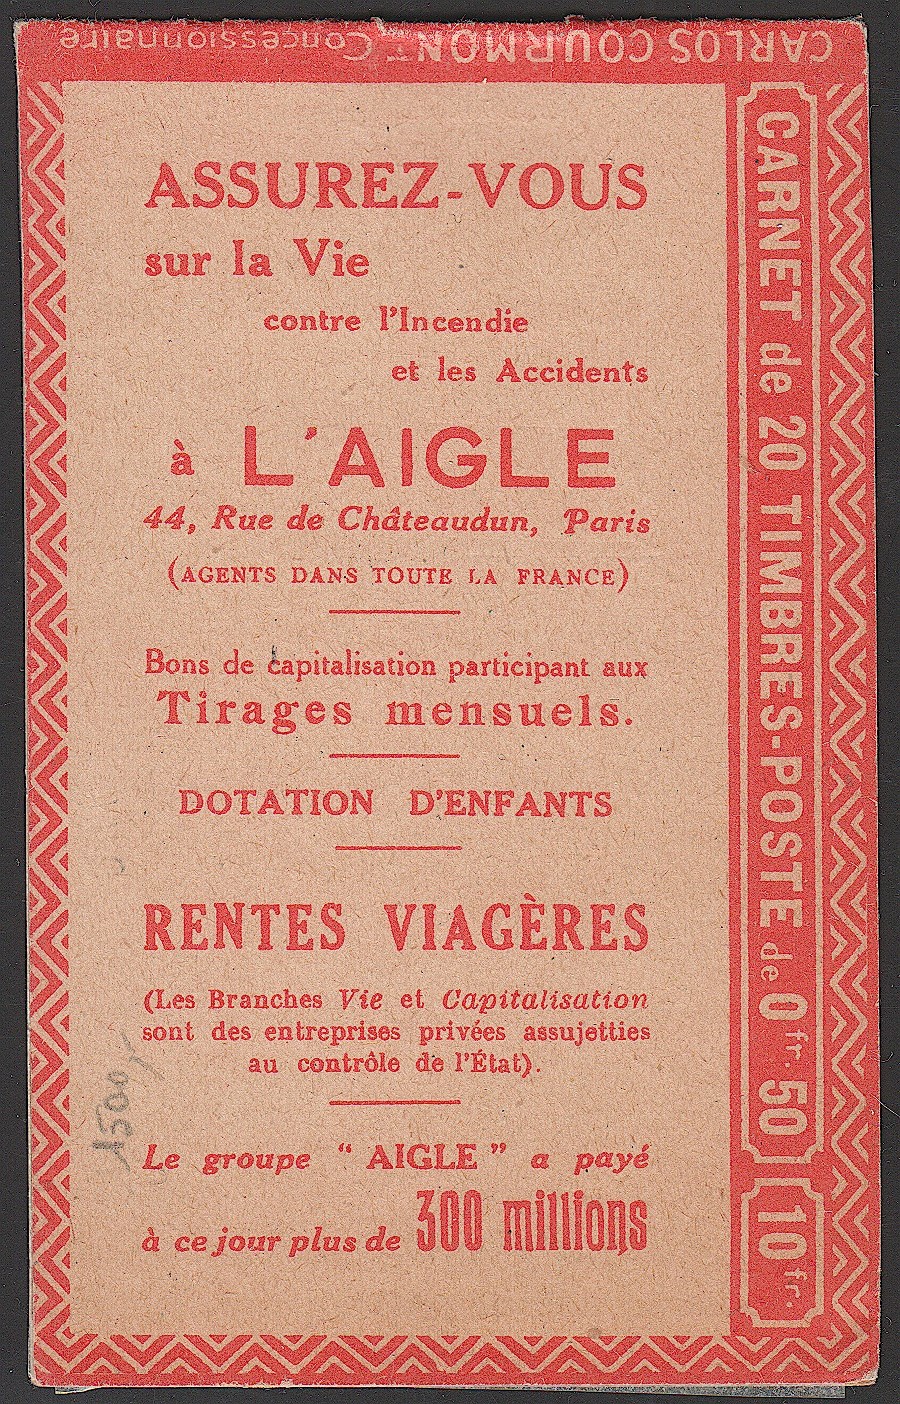 CARLOS COURMONT - Concessionnaire
ASSUREZ-VOUS
sur la Vie
contre l'Incendie
et les Accidents
à L'AIGLE
44, Rue de Châteaudun, Paris
(AGENTS DANS TOUTE LA FRANCE)
Bons de capitalisation participant aux
Tirages mensuels.
DOTATION D'ENFANTS
RENTES VIAGÈRES
(Les Branches Vie et Capitalisation
sont des entreprises privées assujetties
au contrôle de l'État).
Le groupe " AIGLE " a payé
à ce jour plus de 300 millions
CARNET de 20 TIMBRES-POSTE de 0 fr. 50
10 fr.
1500,-